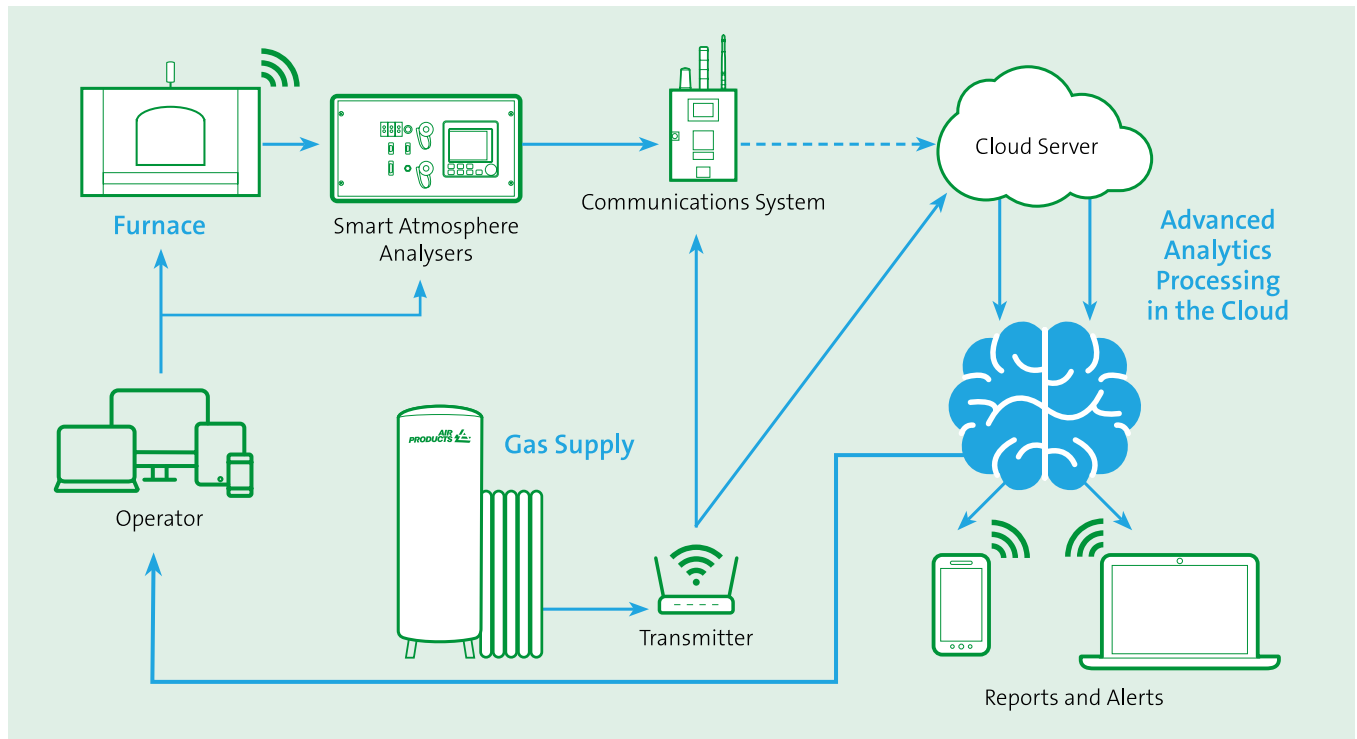 Cloud Server
Communications System
Furnace
Smart Atmosphere
Analysers
Advanced
Analytics
Processing
in the Cloud
AIR
PRODUCTS
Gas Supply
Operator
Transmitter
Reports and Alerts